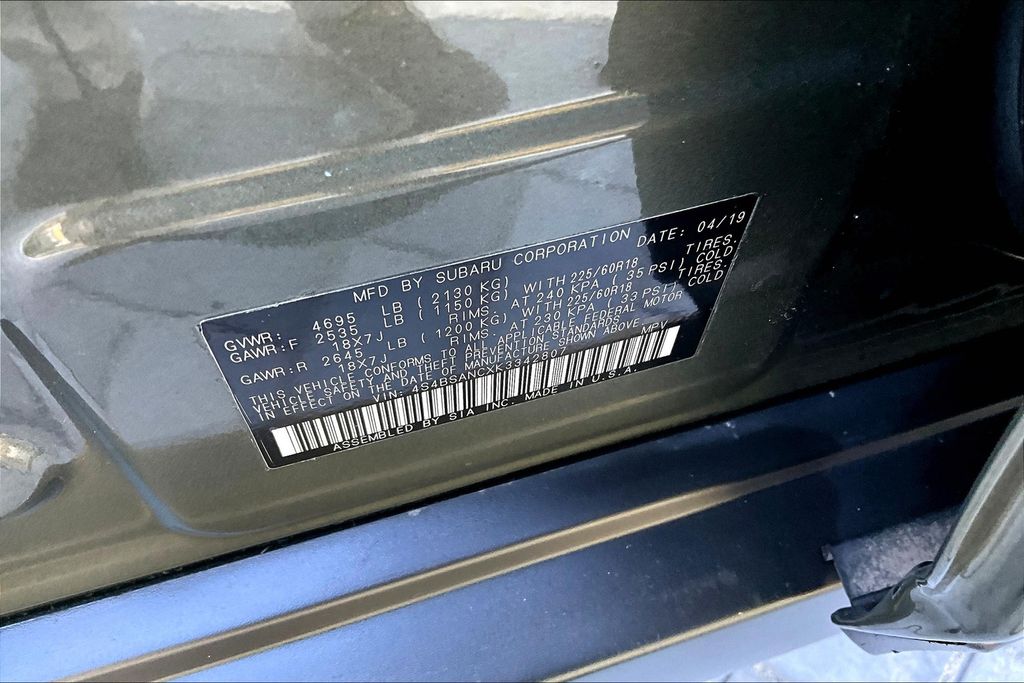 MFD BY SUBARU CORPORATION DATE: 04/19
GVWR: 4695 LB (2130 KG)
GAWR:F 2535 LB (1150 KG) WITH 225/60R18 TIRES.
18X7J RIMS. AT 240 KPA (35 PSI) COLD
GAWR:R 2645 LB (1200 KG) WITH 225/60R18 TIRES.
18X7J RIMS. AT 230 KPA (33 PSI) COLD
THIS VEHICLE CONFORMS TO ALL APPLICABLE FEDERAL MOTOR
VEHICLE SAFETY AND THEFT PREVENTION STANDARDS
IN EFFECT ON THE DATE OF MANUFACTURE SHOWN ABOVE
VIN: 4S4BSANCXK3342807 MPV
ASSEMBLED BY SIA INC. MADE IN U.S.A.